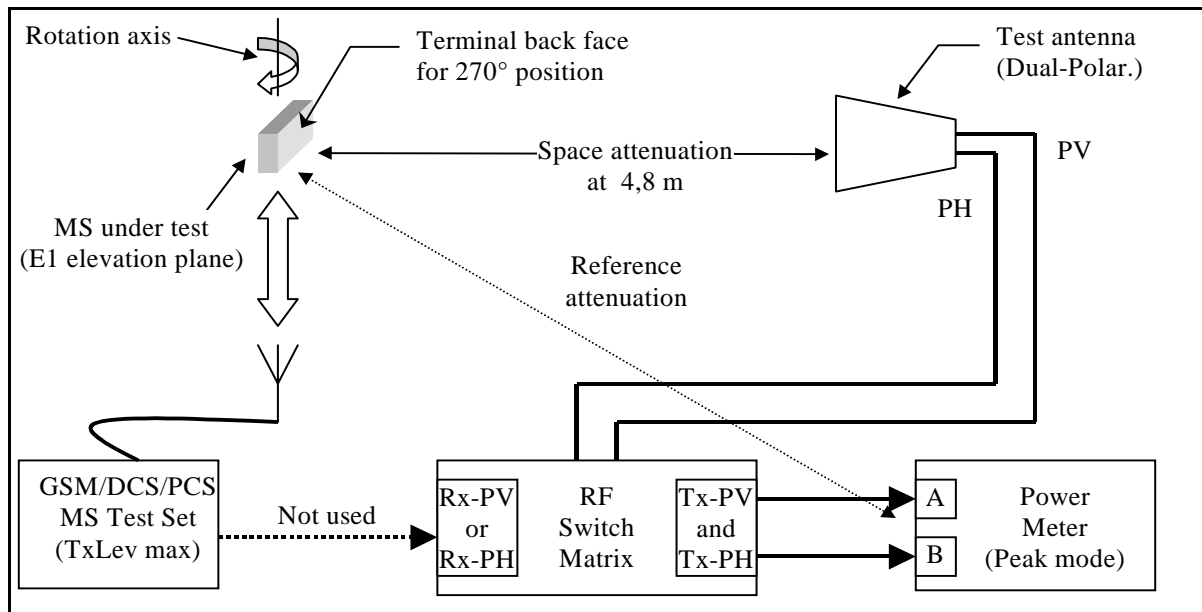 Rotation axis
Terminal back face
for 270° position
Test antenna
(Dual-Polar.)
Space attenuation
at 4,8 m
PV
PH
MS under test
(E1 elevation plane)
Reference
attenuation
GSM/DCS/PCS
MS Test Set
(TxLev max)
Not used
Rx-PV
or
Rx-PH
RF
Switch
Matrix
Tx-PV
and
Tx-PH
A
B
Power
Meter
(Peak mode)